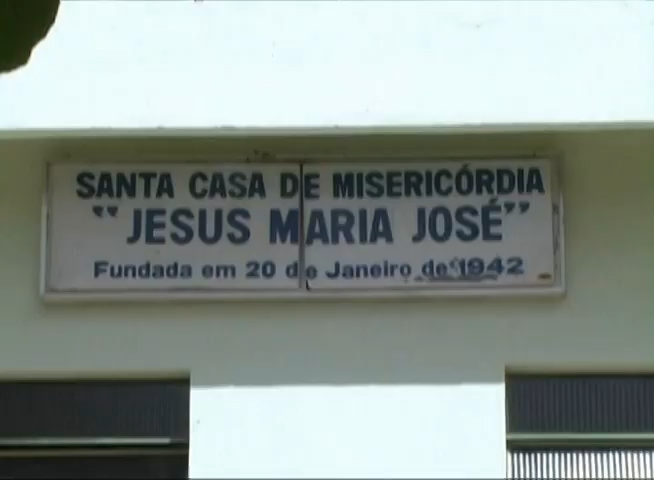 SANTA CASA DE MISERICÓRDIA
"JESUS MARIA JOSÉ"
Fundada em 20 de Janeiro de 1942